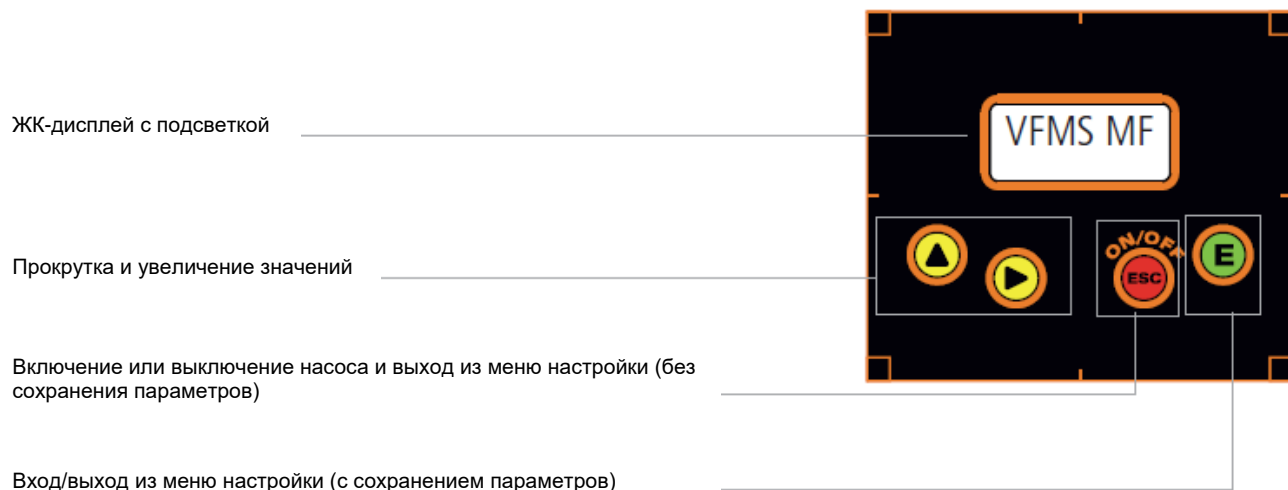 ЖК-дисплей с подсветкой
VFMS MF
Прокрутка и увеличение значений
ON/OFF
ESC
E
Включение или выключение насоса и выход из меню настройки (без
сохранения параметров)
Вход/выход из меню настройки (с сохранением параметров)